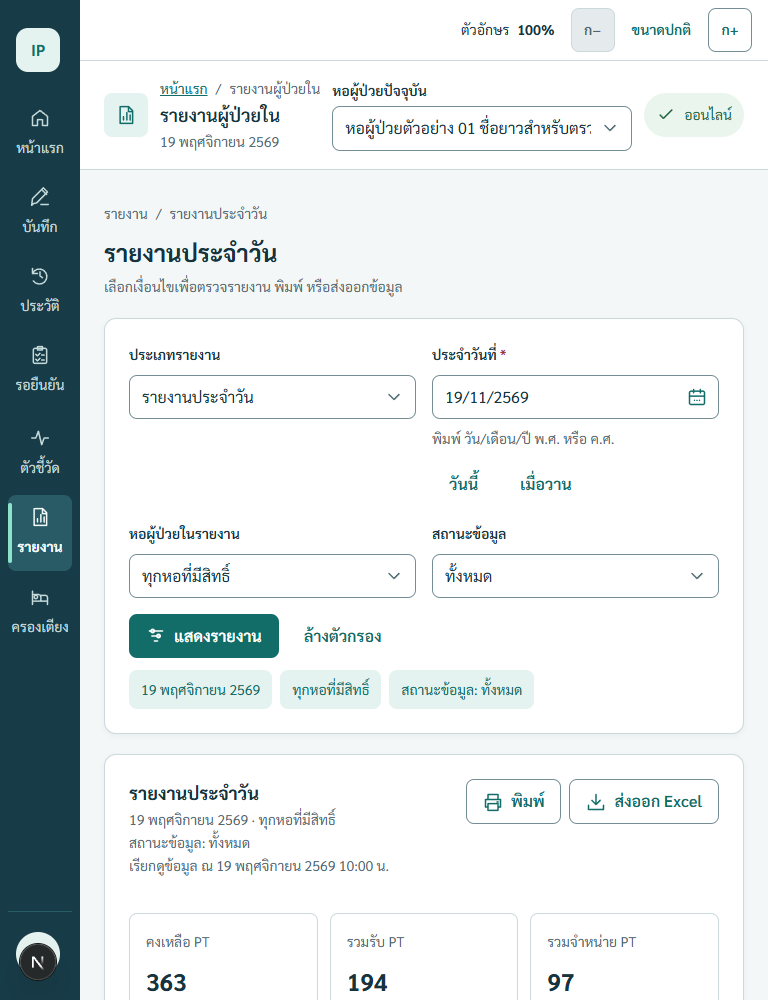 IP
หน้าแรก
บันทึก
ประวัติ
รอยืนยัน
ตัวชี้วัด
รายงาน
ครองเตียง
N
ตัวอักษร 100% ก− ขนาดปกติ ก+
หน้าแรก / รายงานผู้ป่วยใน
รายงานผู้ป่วยใน
19 พฤศจิกายน 2569
หอผู้ป่วยปัจจุบัน
หอผู้ป่วยตัวอย่าง 01 ชื่อยาวสำหรับตรว
ออนไลน์
รายงาน / รายงานประจำวัน
รายงานประจำวัน
เลือกเงื่อนไขเพื่อตรวจรายงาน พิมพ์ หรือส่งออกข้อมูล
ประเภทรายงาน
รายงานประจำวัน
ประจำวันที่ *
19/11/2569
พิมพ์ วัน/เดือน/ปี พ.ศ. หรือ ค.ศ.
วันนี้ เมื่อวาน
หอผู้ป่วยในรายงาน
ทุกหอที่มีสิทธิ์
สถานะข้อมูล
ทั้งหมด
แสดงรายงาน ล้างตัวกรอง
19 พฤศจิกายน 2569 ทุกหอที่มีสิทธิ์ สถานะข้อมูล: ทั้งหมด
รายงานประจำวัน
19 พฤศจิกายน 2569 · ทุกหอที่มีสิทธิ์
สถานะข้อมูล: ทั้งหมด
เรียกดูข้อมูล ณ 19 พฤศจิกายน 2569 10:00 น.
พิมพ์ ส่งออก Excel
คงเหลือ PT
363
รวมรับ PT
194
รวมจำหน่าย PT
97